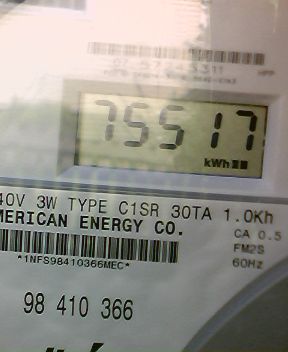 75517
kWh
40V 3W TYPE C1SR 30TA 1.0Kh
MERICAN ENERGY CO.
CA 0.5
FM2S
60Hz
*1NFS98410366MEC*
98 410 366